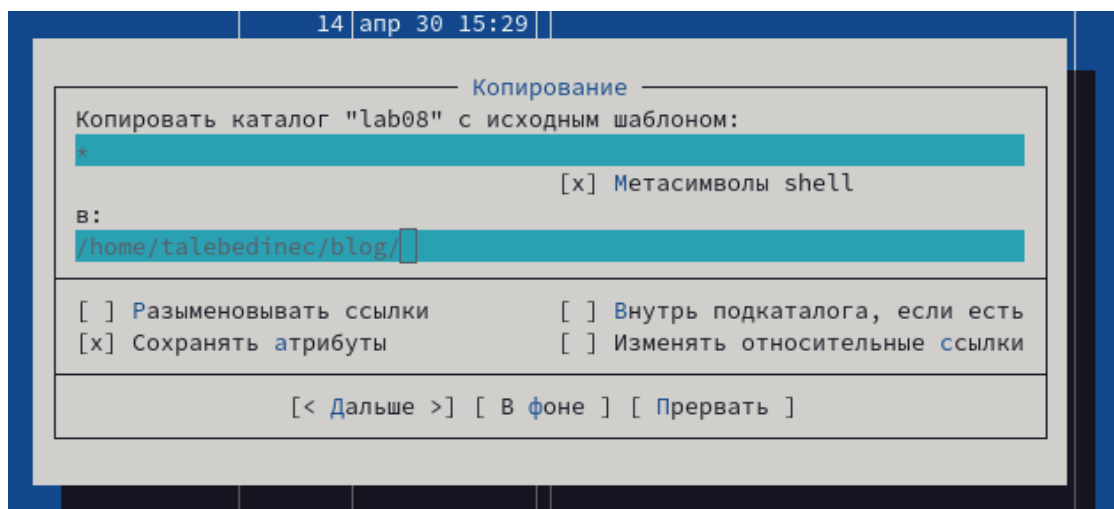 14 апр 30 15:29
Копирование
Копировать каталог "lab08" с исходным шаблоном:
*
[x] Метасимволы shell
в:
/home/talebedinec/blog/
[ ] Разыменовывать ссылки [ ] Внутрь подкаталога, если есть
[x] Сохранять атрибуты [ ] Изменять относительные ссылки
[< Дальше >] [ В фоне ] [ Прервать ]